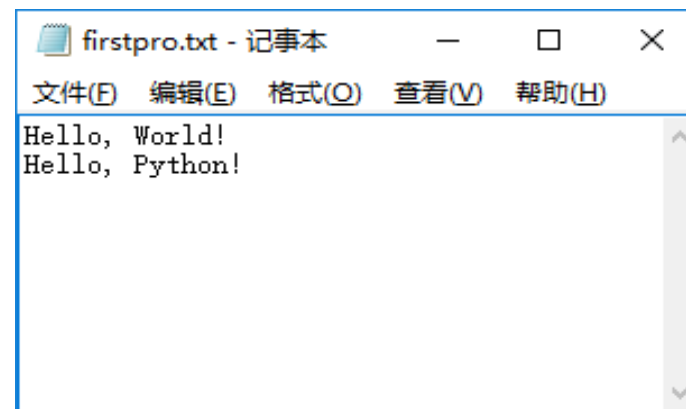 firstpro.txt - 记事本
文件(F) 编辑(E) 格式(O) 查看(V) 帮助(H)
Hello, World!
Hello, Python!